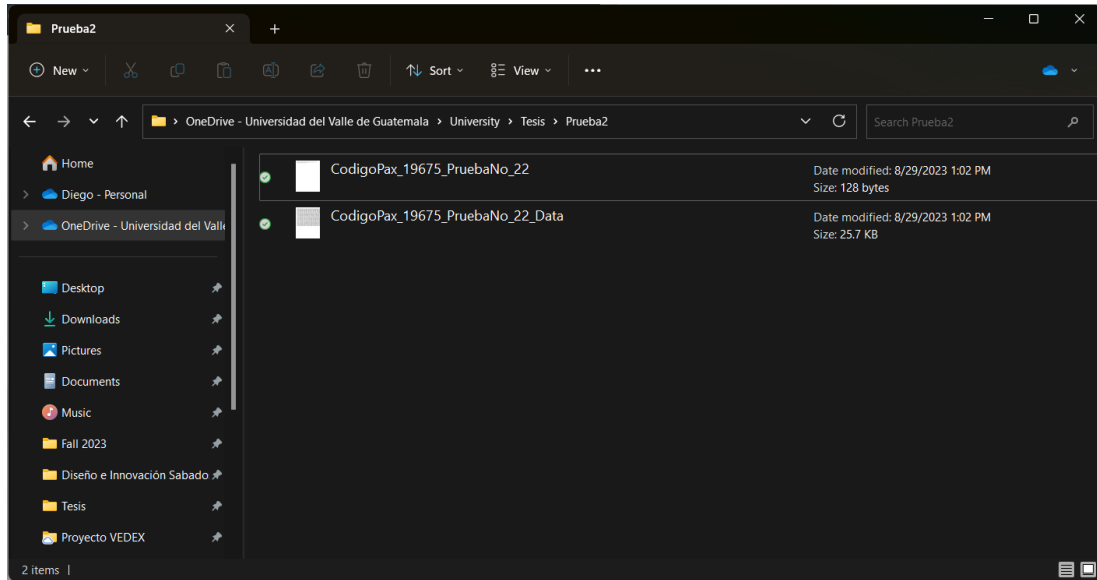 Prueba2
New Sort View
OneDrive - Universidad del Valle de Guatemala > University > Tesis > Prueba2
Search Prueba2
Home
Diego - Personal
OneDrive - Universidad del Valle
Desktop
Downloads
Pictures
Documents
Music
Fall 2023
Diseño e Innovación Sabado
Tesis
Proyecto VEDEX
CodigoPax_19675_PruebaNo_22
Date modified: 8/29/2023 1:02 PM
Size: 128 bytes
CodigoPax_19675_PruebaNo_22_Data
Date modified: 8/29/2023 1:02 PM
Size: 25.7 KB
2 items